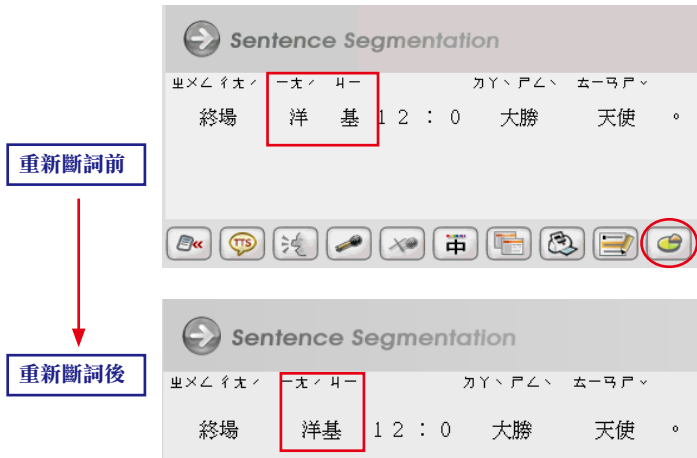 Sentence Segmentation
ㄓㄨㄥ ㄔㄤˊ ㄧㄤˊ ㄐㄧ ㄉㄚˋ ㄕㄥˋ ㄊㄧㄢ ㄕˇ
終場 洋 基 12:0 大勝 天使 。
重新斷詞前
TTS 中
Sentence Segmentation
重新斷詞後
ㄓㄨㄥ ㄔㄤˊ ㄧㄤˊ ㄐㄧ ㄉㄚˋ ㄕㄥˋ ㄊㄧㄢ ㄕˇ
終場 洋基 12:0 大勝 天使 。